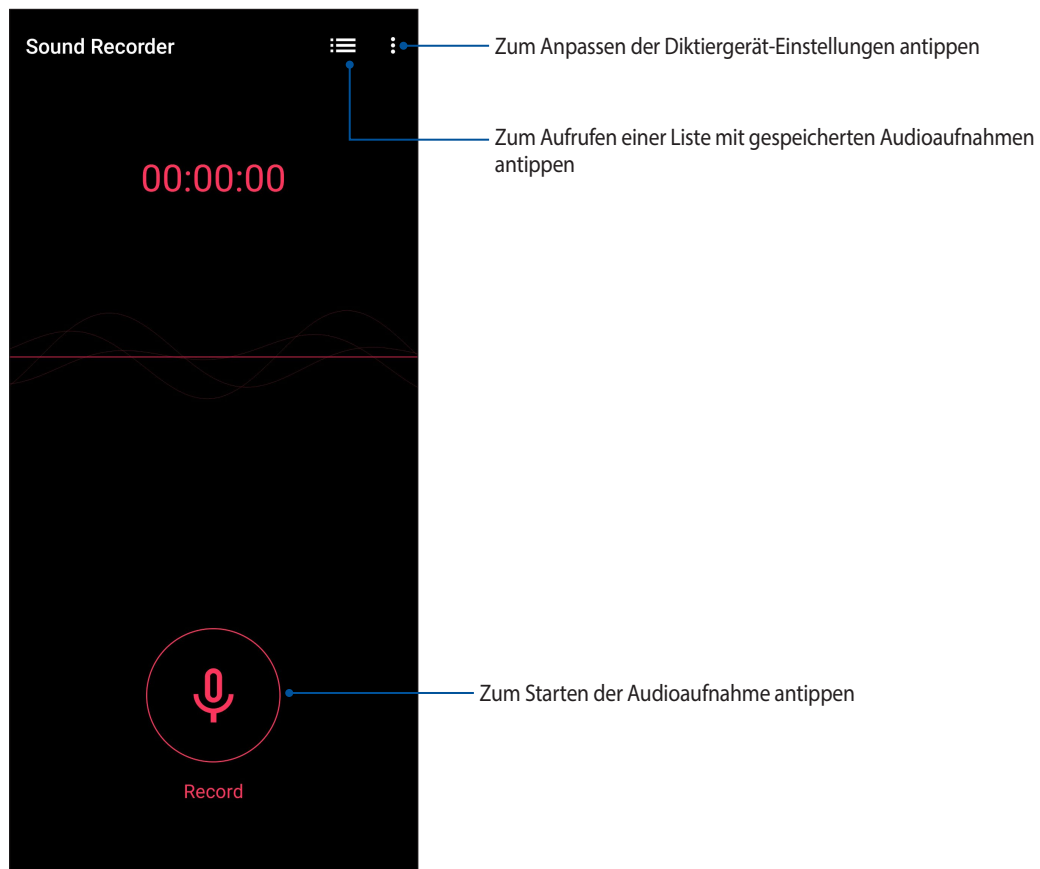 Sound Recorder
Zum Anpassen der Diktiergerät-Einstellungen antippen
Zum Aufrufen einer Liste mit gespeicherten Audioaufnahmen
antippen
00:00:00
Zum Starten der Audioaufnahme antippen
Record